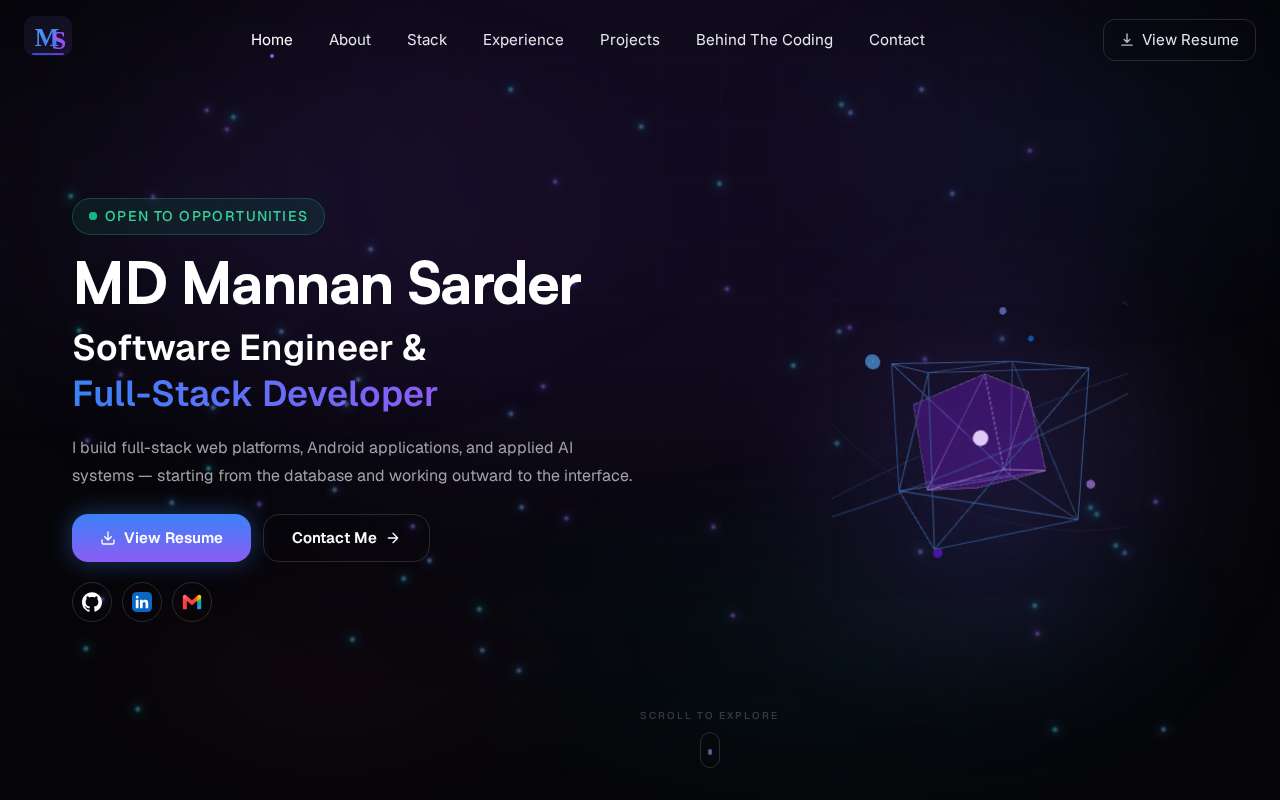 MS
Home
About
Stack
Experience
Projects
Behind The Coding
Contact
View Resume
OPEN TO OPPORTUNITIES
MD Mannan Sarder
Software Engineer &
Full-Stack Developer
I build full-stack web platforms, Android applications, and applied AI
systems — starting from the database and working outward to the interface.
View Resume
Contact Me
in
SCROLL TO EXPLORE